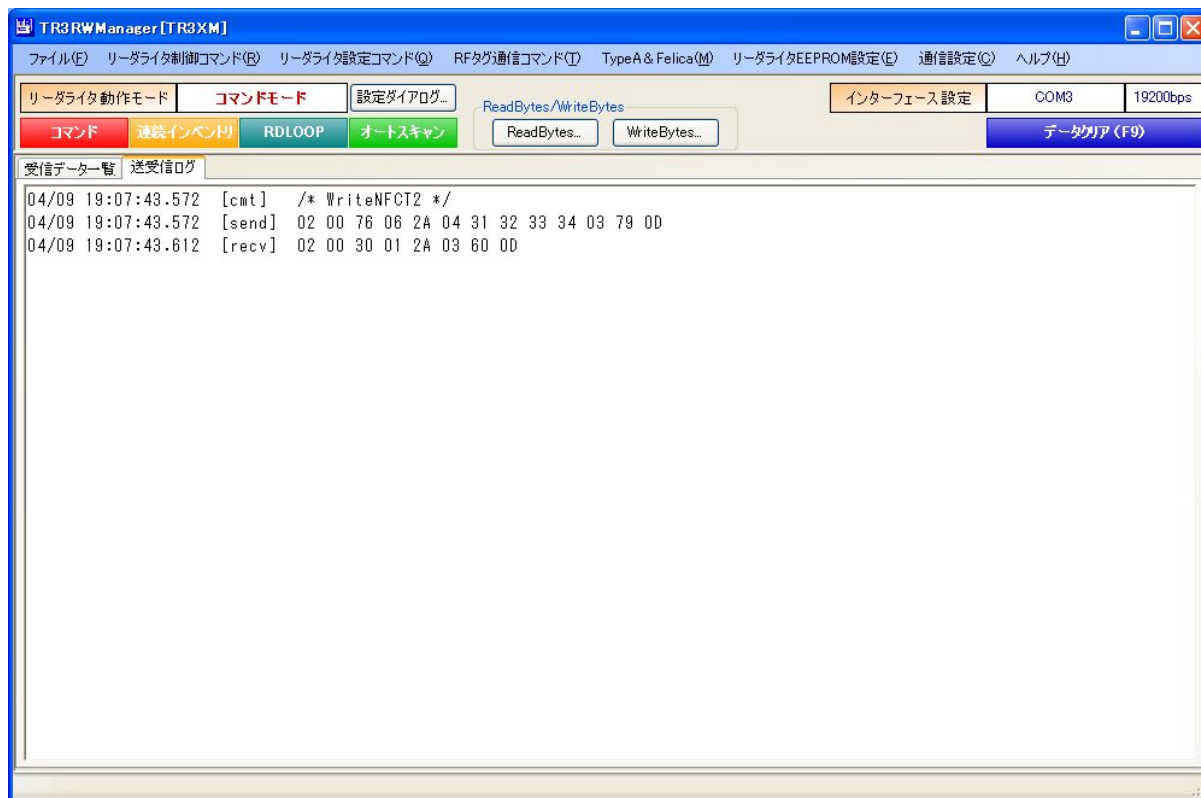 TR3RWManager[TR3XM]
ファイル(F) リーダライタ制御コマンド(R) リーダライタ設定コマンド(Q) RFタグ通信コマンド(T) TypeA & Felica(M) リーダライタEEPROM設定(E) 通信設定(C) ヘルプ(H)
リーダライタ動作モード コマンドモード 設定ダイアログ... ReadBytes/WriteBytes インターフェース設定 COM3 19200bps
コマンド 連続インベントリ RDLOOP オートスキャン ReadBytes... WriteBytes... データクリア(F9)
受信データ一覧 送受信ログ
04/09 19:07:43.572 [cmt] /* WriteNFCT2 */
04/09 19:07:43.572 [send] 02 00 76 06 2A 04 31 32 33 34 03 79 0D
04/09 19:07:43.612 [recv] 02 00 30 01 2A 03 60 0D